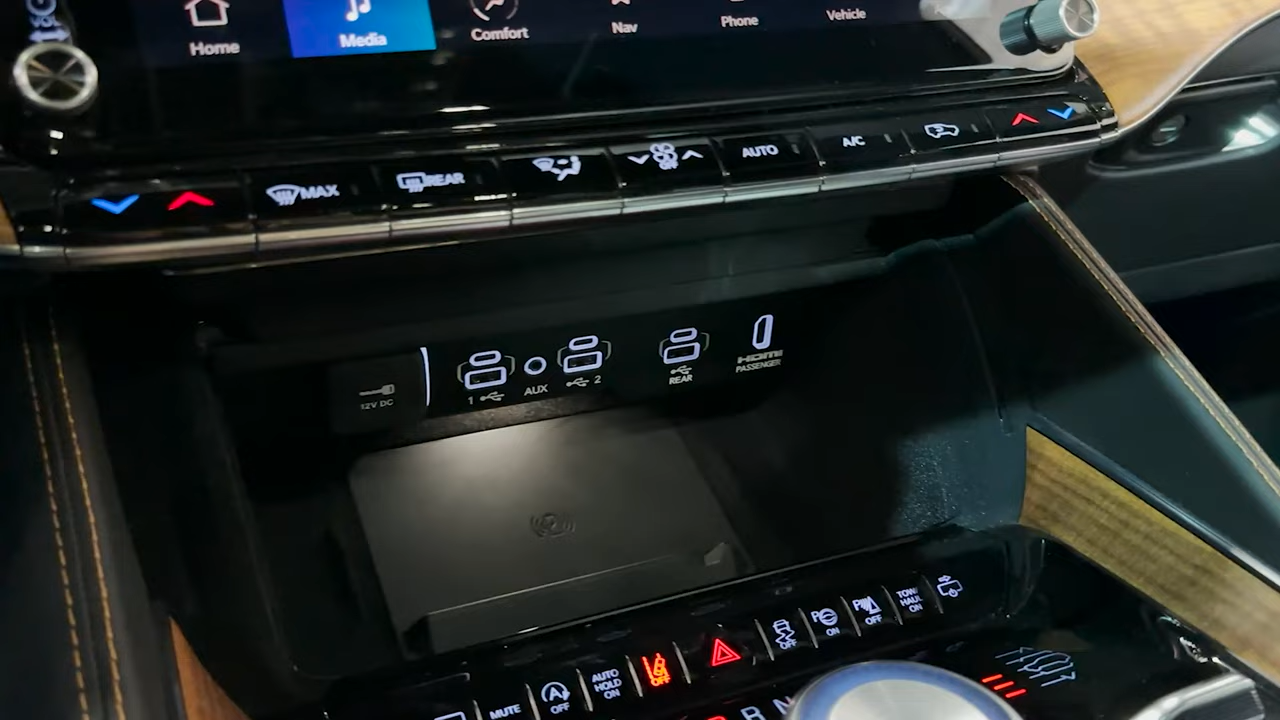 Home
Media
Comfort
Nav
Phone
Vehicle
MAX
REAR
OFF
AUTO
A/C
12V DC
1
AUX
2
REAR
HDMI
PASSENGER
MUTE
A
OFF
AUTO
HOLD
ON
OFF
OFF
P
ON
P
OFF
TOW/
HAUL
ON
R
N